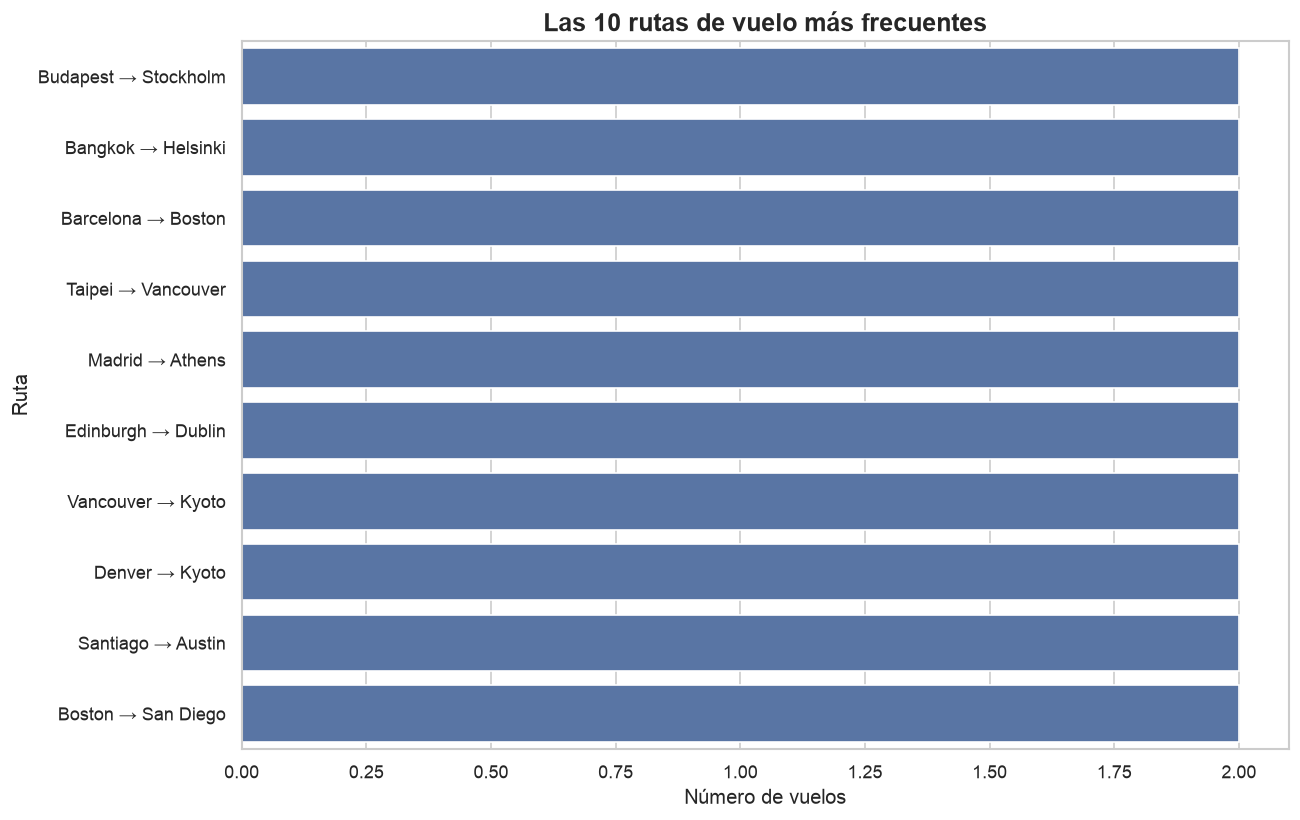 Las 10 rutas de vuelo más frecuentes
Ruta
Budapest → Stockholm
Bangkok → Helsinki
Barcelona → Boston
Taipei → Vancouver
Madrid → Athens
Edinburgh → Dublin
Vancouver → Kyoto
Denver → Kyoto
Santiago → Austin
Boston → San Diego
0.00 0.25 0.50 0.75 1.00 1.25 1.50 1.75 2.00
Número de vuelos